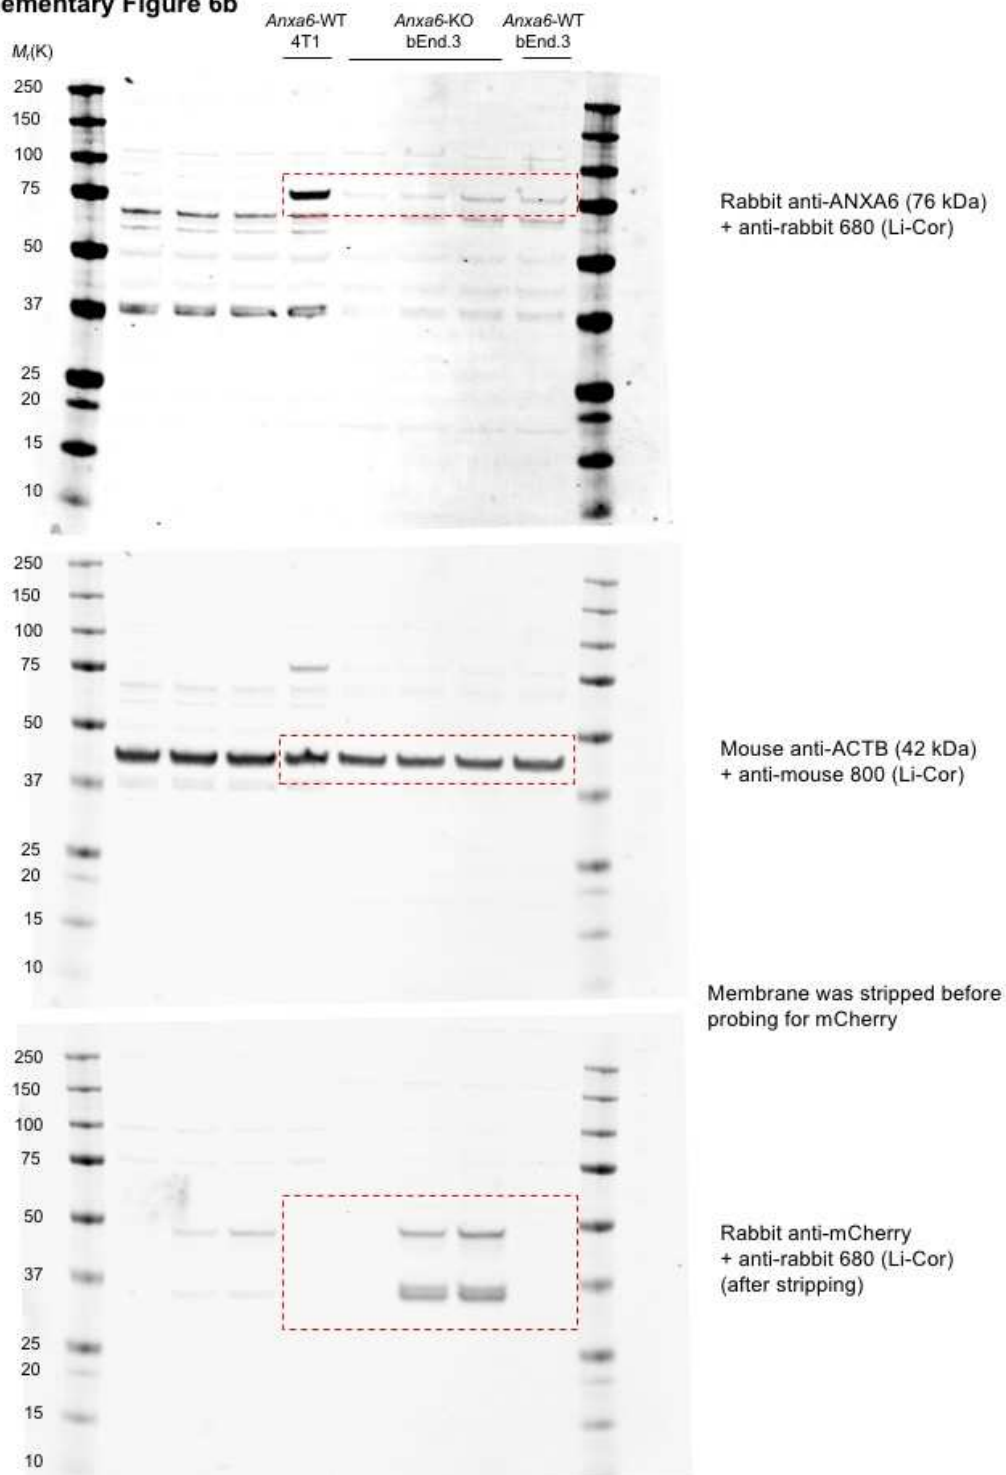 ementary Figure 6b
Anxa6-WT
4T1
Anxa6-KO
bEnd.3
Anxa6-WT
bEnd.3
Mr(K)
250
150
100
75
50
37
25
20
15
10
Rabbit anti-ANXA6 (76 kDa)
+ anti-rabbit 680 (Li-Cor)
250
150
100
75
50
37
25
20
15
10
Mouse anti-ACTB (42 kDa)
+ anti-mouse 800 (Li-Cor)
Membrane was stripped before
probing for mCherry
250
150
100
75
50
37
25
20
15
10
Rabbit anti-mCherry
+ anti-rabbit 680 (Li-Cor)
(after stripping)